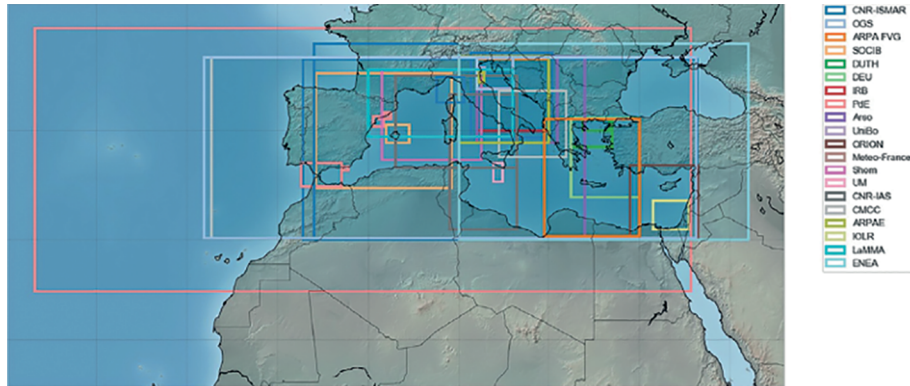 CNR-ISMAR
OGS
ARPA FVG
SOCIB
DUTH
DEU
IRB
PdE
Arso
UniBo
ORION
Meteo-France
Shom
UM
CNR-IAS
CMCC
ARPAE
IOLR
LaMMA
ENEA